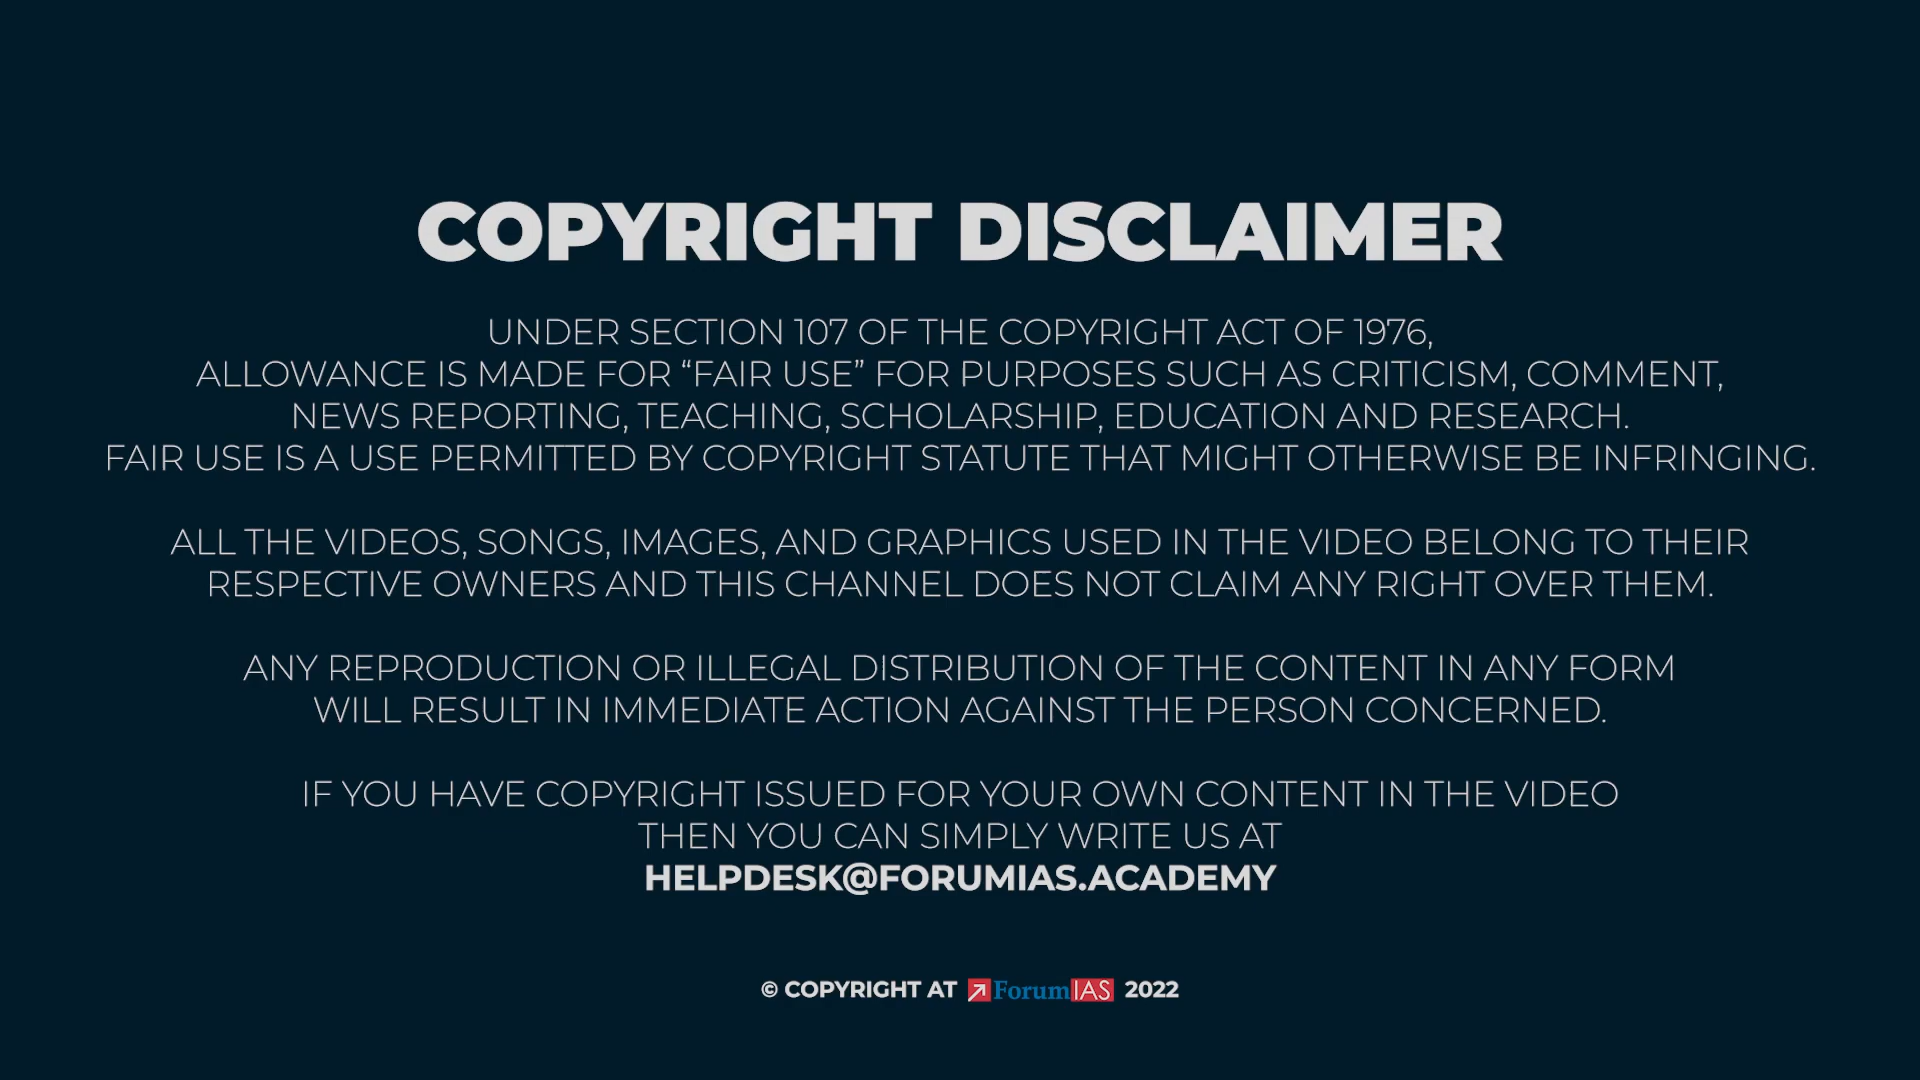 COPYRIGHT DISCLAIMER
UNDER SECTION 107 OF THE COPYRIGHT ACT OF 1976,
ALLOWANCE IS MADE FOR “FAIR USE” FOR PURPOSES SUCH AS CRITICISM, COMMENT,
NEWS REPORTING, TEACHING, SCHOLARSHIP, EDUCATION AND RESEARCH.
FAIR USE IS A USE PERMITTED BY COPYRIGHT STATUTE THAT MIGHT OTHERWISE BE INFRINGING.
ALL THE VIDEOS, SONGS, IMAGES, AND GRAPHICS USED IN THE VIDEO BELONG TO THEIR
RESPECTIVE OWNERS AND THIS CHANNEL DOES NOT CLAIM ANY RIGHT OVER THEM.
ANY REPRODUCTION OR ILLEGAL DISTRIBUTION OF THE CONTENT IN ANY FORM
WILL RESULT IN IMMEDIATE ACTION AGAINST THE PERSON CONCERNED.
IF YOU HAVE COPYRIGHT ISSUED FOR YOUR OWN CONTENT IN THE VIDEO
THEN YOU CAN SIMPLY WRITE US AT
HELPDESK@FORUMIAS.ACADEMY
© COPYRIGHT AT ForumIAS 2022